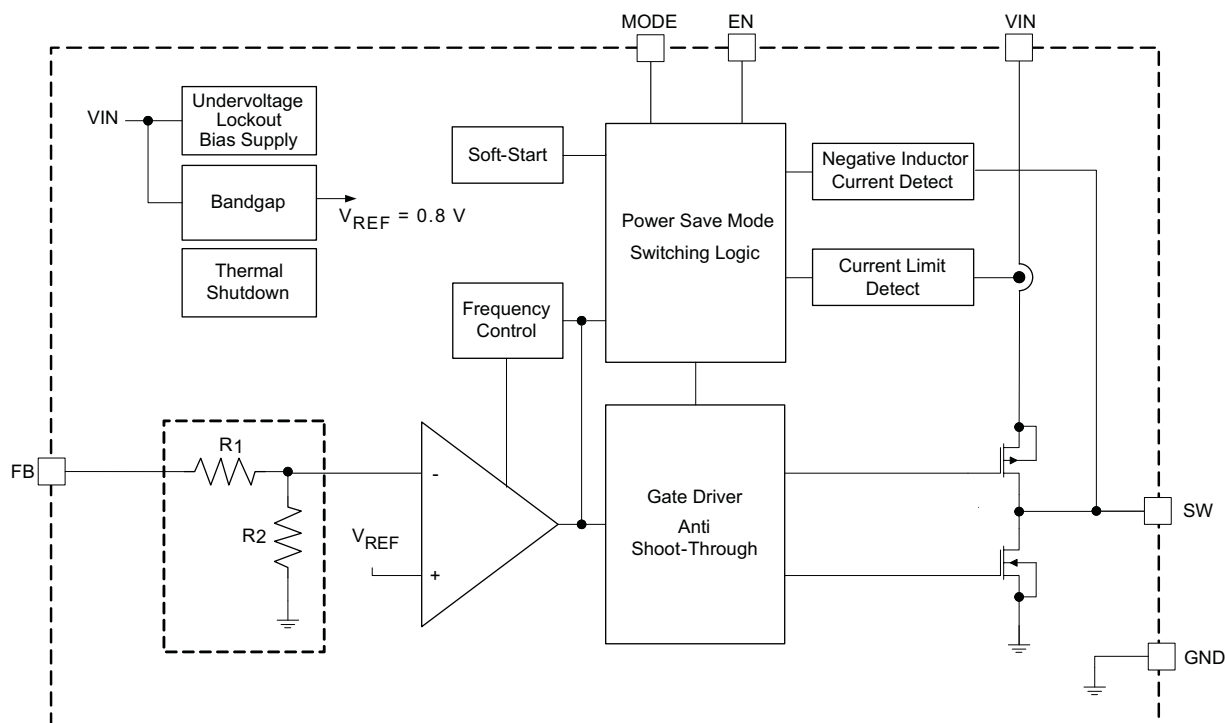 MODE
EN
VIN
VIN
Undervoltage
Lockout
Bias Supply
Bandgap
VREF = 0.8 V
Thermal
Shutdown
Soft-Start
Power Save Mode
Switching Logic
Negative Inductor
Current Detect
Current Limit
Detect
Frequency
Control
FB
R1
R2
VREF
-
+
Gate Driver
Anti
Shoot-Through
SW
GND